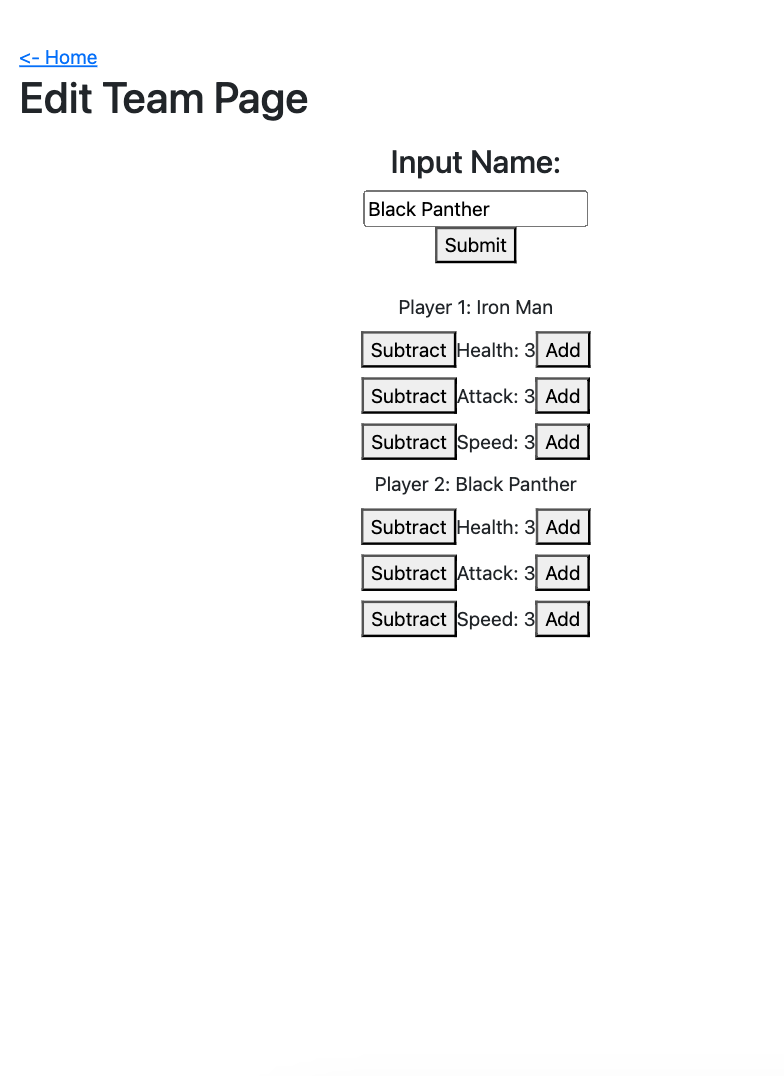 <- Home
Edit Team Page
Input Name:
Black Panther
Submit
Player 1: Iron Man
Subtract Health: 3 Add
Subtract Attack: 3 Add
Subtract Speed: 3 Add
Player 2: Black Panther
Subtract Health: 3 Add
Subtract Attack: 3 Add
Subtract Speed: 3 Add